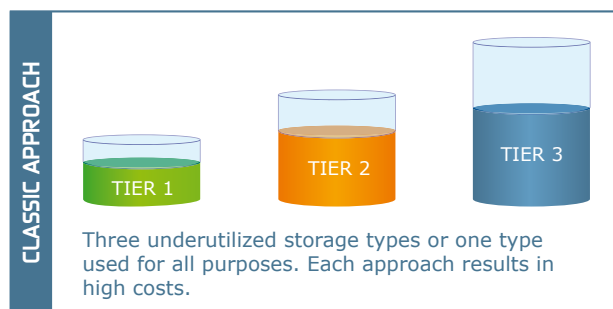 CLASSIC APPROACH
TIER 1
TIER 2
TIER 3
Three underutilized storage types or one type
used for all purposes. Each approach results in
high costs.